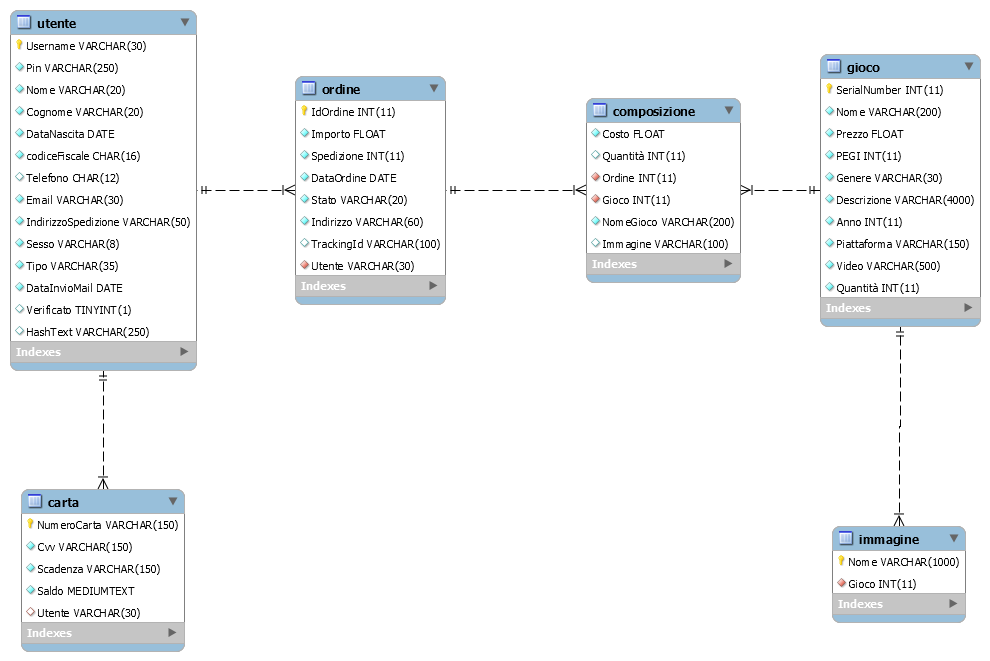 utente
Username VARCHAR(30)
Pin VARCHAR(250)
Nome VARCHAR(20)
Cognome VARCHAR(20)
DataNascita DATE
codiceFiscale CHAR(16)
Telefono CHAR(12)
Email VARCHAR(30)
IndirizzoSpedizione VARCHAR(50)
Sesso VARCHAR(8)
Tipo VARCHAR(35)
DataInvioMail DATE
Verificato TINYINT(1)
HashText VARCHAR(250)
Indexes
ordine
IdOrdine INT(11)
Importo FLOAT
Spedizione INT(11)
DataOrdine DATE
Stato VARCHAR(20)
Indirizzo VARCHAR(60)
TrackingId VARCHAR(100)
Utente VARCHAR(30)
Indexes
composizione
Costo FLOAT
Quantità INT(11)
Ordine INT(11)
Gioco INT(11)
NomeGioco VARCHAR(200)
Immagine VARCHAR(100)
Indexes
gioco
SerialNumber INT(11)
Nome VARCHAR(200)
Prezzo FLOAT
PEGI INT(11)
Genere VARCHAR(30)
Descrizione VARCHAR(4000)
Anno INT(11)
Piattaforma VARCHAR(150)
Video VARCHAR(500)
Quantità INT(11)
Indexes
carta
NumeroCarta VARCHAR(150)
Cvv VARCHAR(150)
Scadenza VARCHAR(150)
Saldo MEDIUMTEXT
Utente VARCHAR(30)
Indexes
immagine
Nome VARCHAR(1000)
Gioco INT(11)
Indexes